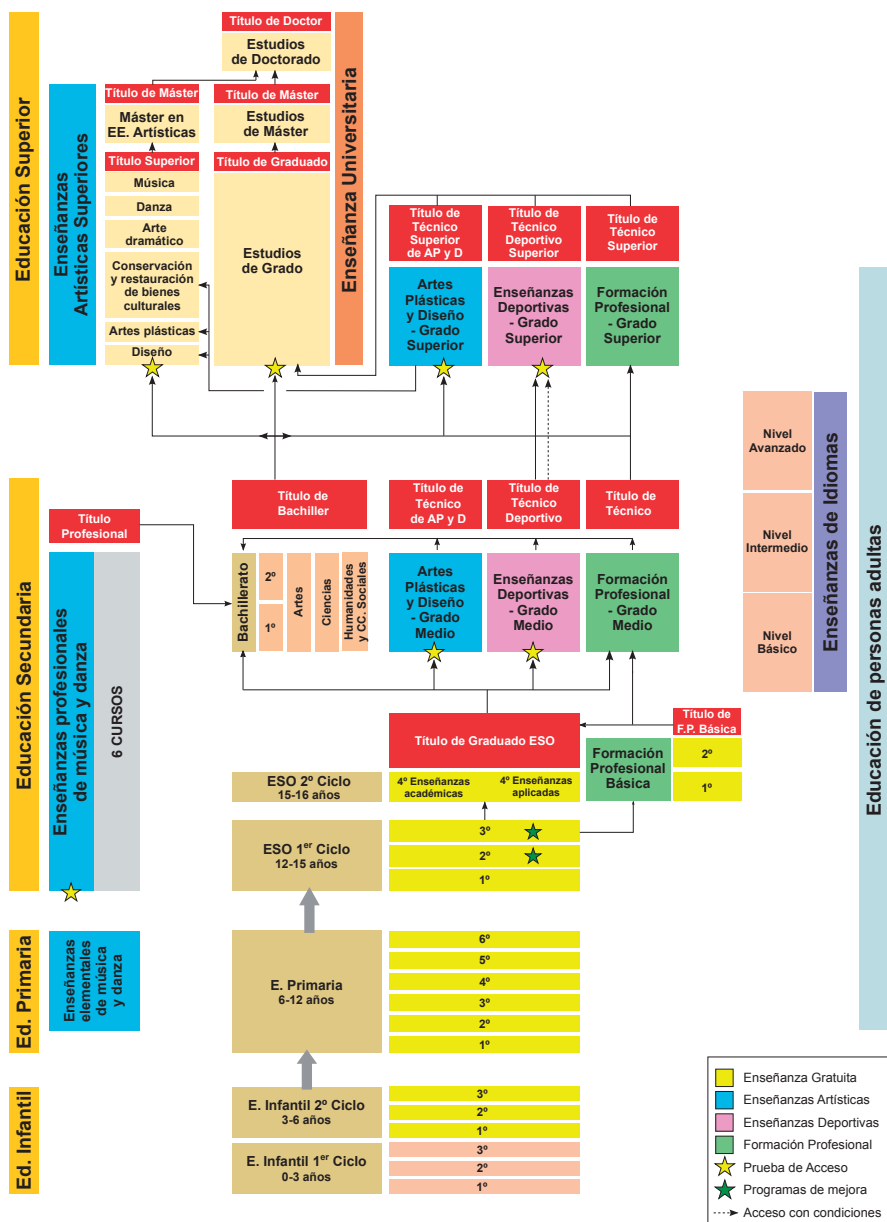 Educación Superior
Enseñanzas
Artísticas Superiores
Título de Doctor
Estudios
de Doctorado
Título de Máster
Máster en
EE. Artísticas
Título Superior
Música
Danza
Arte
dramático
Conservación
y restauración
de bienes
culturales
Artes plásticas
Diseño
Título de Máster
Estudios
de Máster
Título de Graduado
Estudios
de Grado
Enseñanza Universitaria
Título de
Técnico
Superior
de AP y D
Artes
Plásticas
y Diseño
- Grado
Superior
Título de
Técnico
Deportivo
Superior
Enseñanzas
Deportivas
- Grado
Superior
Título de
Técnico
Superior
Formación
Profesional
- Grado
Superior
Nivel
Avanzado
Nivel
Intermedio
Nivel
Básico
Enseñanzas de Idiomas
Educación de personas adultas
Educación Secundaria
Título
Profesional
Enseñanzas profesionales
de música y danza
6 CURSOS
Título de
Bachiller
Bachillerato
2º
1º
Artes
Ciencias
Humanidades
y CC. Sociales
Título de
Técnico
de AP y D
Artes
Plásticas
y Diseño
- Grado
Medio
Título de
Técnico
Deportivo
Enseñanzas
Deportivas
- Grado
Medio
Título de
Técnico
Formación
Profesional
- Grado
Medio
Título de Graduado ESO
Título de
F.P. Básica
Formación
Profesional
Básica
2º
1º
ESO 2º Ciclo
15-16 años
4º Enseñanzas
académicas
4º Enseñanzas
aplicadas
ESO 1er Ciclo
12-15 años
3º
2º
1º
Ed. Primaria
Enseñanzas
elementales
de música
y danza
E. Primaria
6-12 años
6º
5º
4º
3º
2º
1º
Ed. Infantil
E. Infantil 2º Ciclo
3-6 años
3º
2º
1º
E. Infantil 1er Ciclo
0-3 años
3º
2º
1º
Enseñanza Gratuita
Enseñanzas Artísticas
Enseñanzas Deportivas
Formación Profesional
Prueba de Acceso
Programas de mejora
Acceso con condiciones